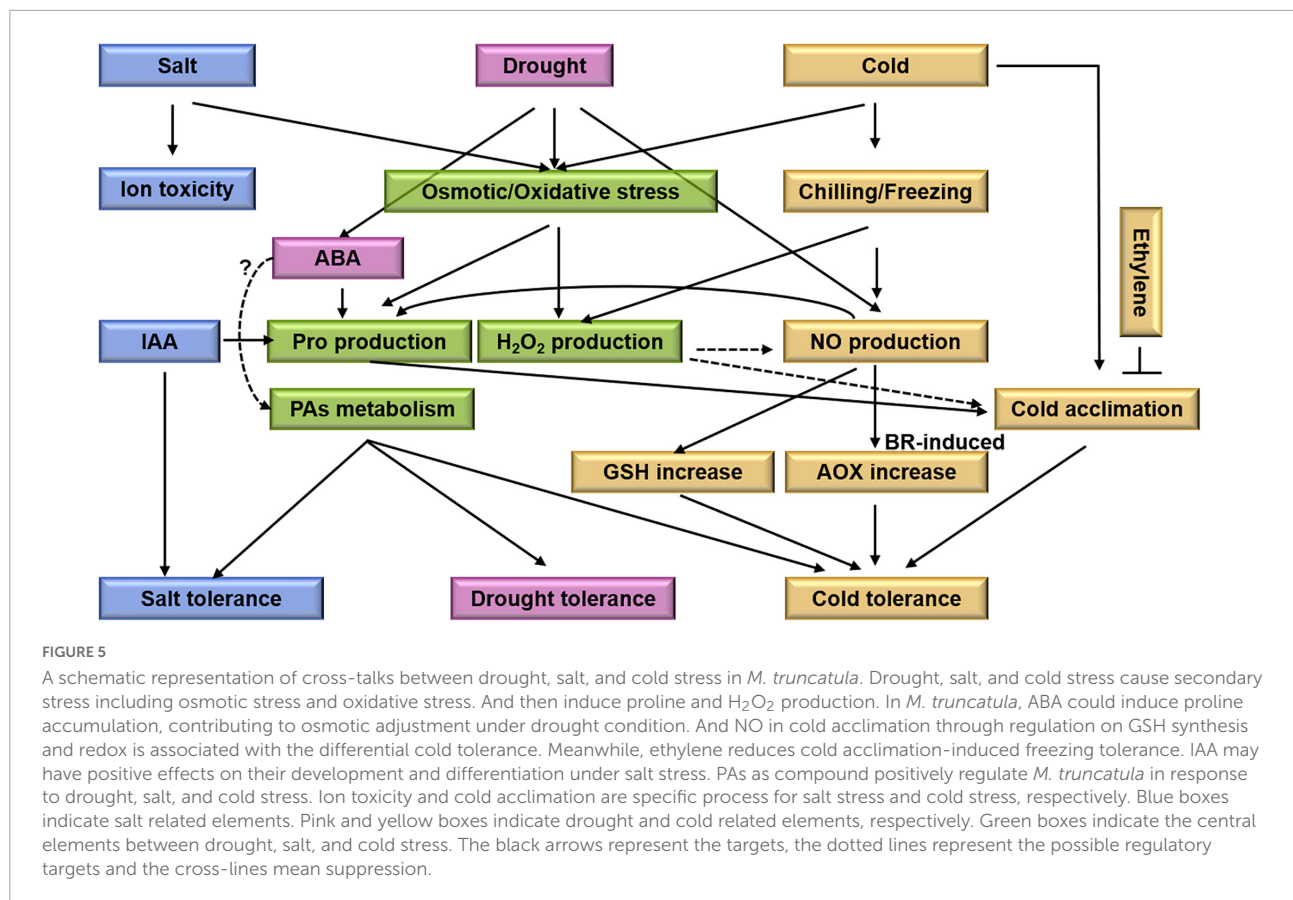 Salt
Drought
Cold
Ion toxicity
Osmotic/Oxidative stress
Chilling/Freezing
Ethylene
ABA
?
IAA
Pro production
H₂O₂ production
NO production
PAs metabolism
Cold acclimation
BR-induced
GSH increase
AOX increase
Salt tolerance
Drought tolerance
Cold tolerance
FIGURE 5
A schematic representation of cross-talks between drought, salt, and cold stress in M. truncatula. Drought, salt, and cold stress cause secondary
stress including osmotic stress and oxidative stress. And then induce proline and H₂O₂ production. In M. truncatula, ABA could induce proline
accumulation, contributing to osmotic adjustment under drought condition. And NO in cold acclimation through regulation on GSH synthesis
and redox is associated with the differential cold tolerance. Meanwhile, ethylene reduces cold acclimation-induced freezing tolerance. IAA may
have positive effects on their development and differentiation under salt stress. PAs as compound positively regulate M. truncatula in response
to drought, salt, and cold stress. Ion toxicity and cold acclimation are specific process for salt stress and cold stress, respectively. Blue boxes
indicate salt related elements. Pink and yellow boxes indicate drought and cold related elements, respectively. Green boxes indicate the central
elements between drought, salt, and cold stress. The black arrows represent the targets, the dotted lines represent the possible regulatory
targets and the cross-lines mean suppression.